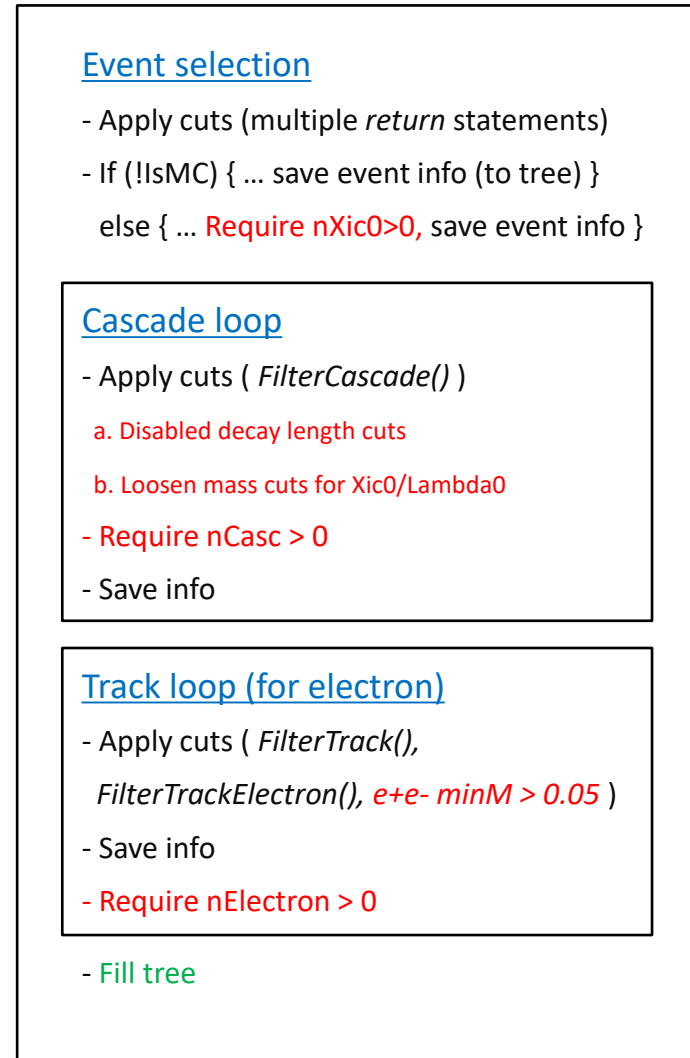 Event selection
- Apply cuts (multiple return statements)
- If (!IsMC) { … save event info (to tree) }
else { … Require nXic0>0, save event info }
Cascade loop
- Apply cuts ( FilterCascade() )
a. Disabled decay length cuts
b. Loosen mass cuts for Xic0/Lambda0
- Require nCasc > 0
- Save info
Track loop (for electron)
- Apply cuts ( FilterTrack(),
FilterTrackElectron(), e+e- minM > 0.05 )
- Save info
- Require nElectron > 0
- Fill tree